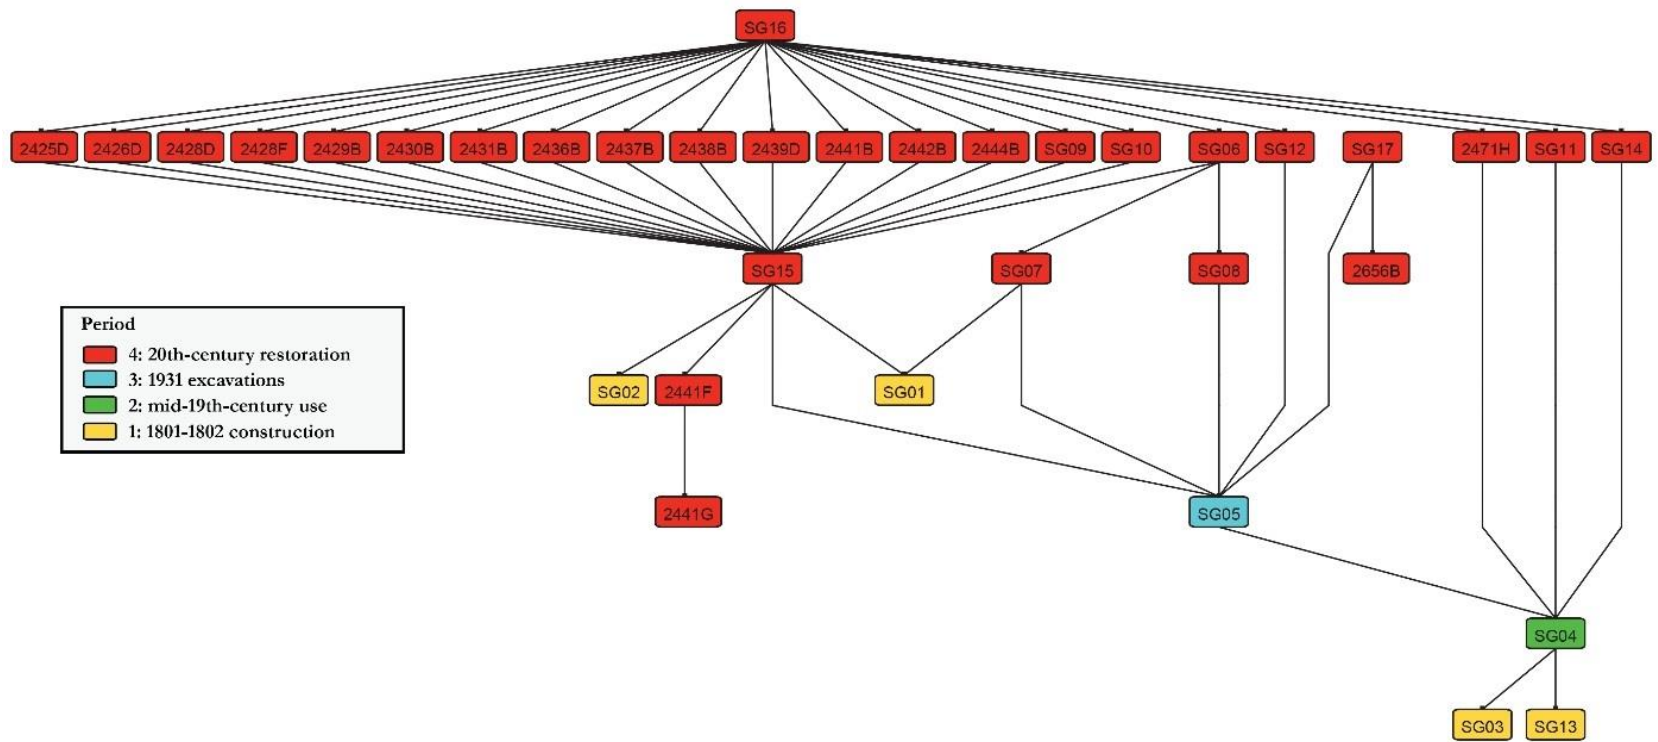 SG16
2425D
2426D
2428D
2428F
2429B
2430B
2431B
2436B
2437B
2438B
2439D
2441B
2442B
2444B
SG09
SG10
SG06
SG12
SG17
2471H
SG11
SG14
SG15
SG07
SG08
2656B
Period
4: 20th-century restoration
3: 1931 excavations
2: mid-19th-century use
1: 1801-1802 construction
SG02
2441F
SG01
2441G
SG05
SG04
SG03
SG13